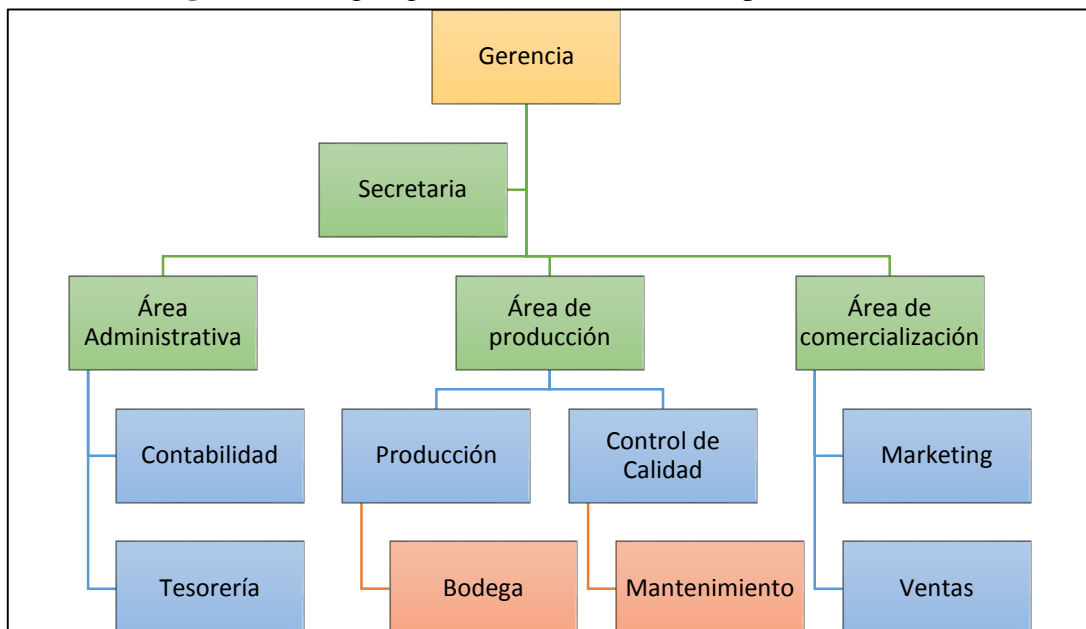 Gerencia
Secretaria
Área
Administrativa
Área de
producción
Área de
comercialización
Contabilidad
Producción
Control de
Calidad
Marketing
Tesorería
Bodega
Mantenimiento
Ventas